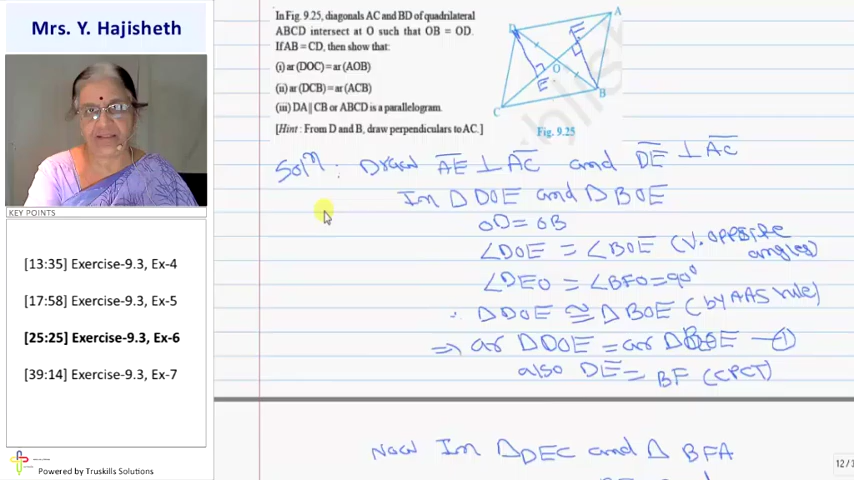 Mrs. Y. Hajisheth
KEY POINTS
[13:35] Exercise-9.3, Ex-4
[17:58] Exercise-9.3, Ex-5
[25:25] Exercise-9.3, Ex-6
[39:14] Exercise-9.3, Ex-7
Powered by Truskills Solutions
In Fig. 9.25, diagonals AC and BD of quadrilateral
ABCD intersect at O such that OB = OD.
If AB = CD, then show that:
(i) ar (DOC) = ar (AOB)
(ii) ar (DCB) = ar (ACB)
(iii) DA || CB or ABCD is a parallelogram.
[Hint : From D and B, draw perpendiculars to AC.]
D
F
A
O
E
B
C
Fig. 9.25
Soln : Draw AE ⊥ AC and DE ⊥ AC
In Δ DOE and Δ BOE
OD = OB
∠DOE = ∠BOE (V. opposite
angles)
∠DEO = ∠BFO = 90°
∴ Δ DOE ≅ Δ BOE (by AAS rule)
⇒ ar Δ DOE = ar Δ BOE — ①
also DE = BF (CPCT)
Now In Δ DEC and Δ BFA
12/